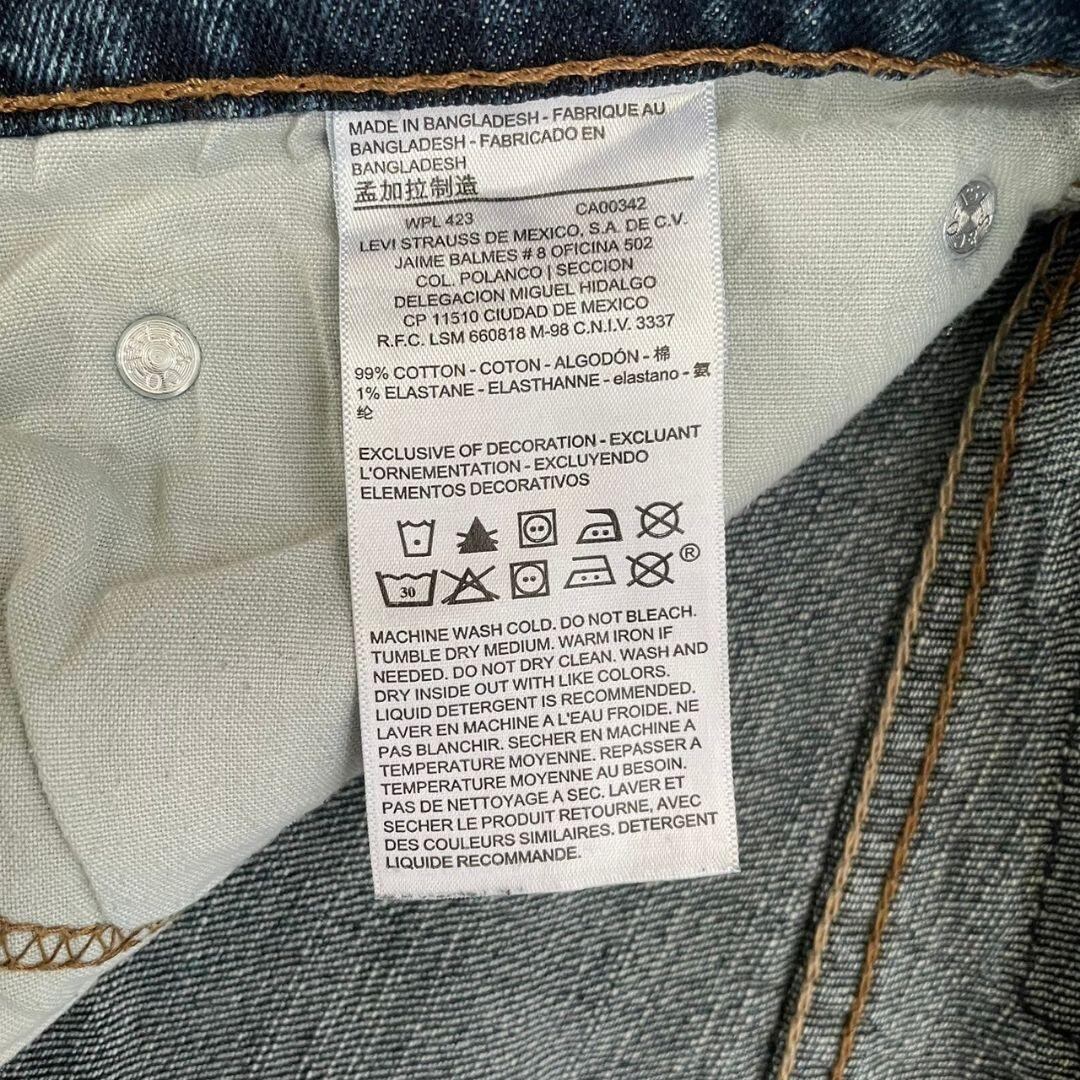 MADE IN BANGLADESH - FABRIQUE AU
BANGLADESH - FABRICADO EN
BANGLADESH
孟加拉制造
WPL 423 CA00342
LEVI STRAUSS DE MEXICO, S.A. DE C.V.
JAIME BALMES # 8 OFICINA 502
COL. POLANCO | SECCION
DELEGACION MIGUEL HIDALGO
CP 11510 CIUDAD DE MEXICO
R.F.C. LSM 660818 M-98 C.N.I.V. 3337
99% COTTON - COTON - ALGODÓN - 棉
1% ELASTANE - ELASTHANNE - elastano - 氨
纶
EXCLUSIVE OF DECORATION - EXCLUANT
L'ORNEMENTATION - EXCLUYENDO
ELEMENTOS DECORATIVOS
®
30
MACHINE WASH COLD. DO NOT BLEACH.
TUMBLE DRY MEDIUM. WARM IRON IF
NEEDED. DO NOT DRY CLEAN. WASH AND
DRY INSIDE OUT WITH LIKE COLORS.
LIQUID DETERGENT IS RECOMMENDED.
LAVER EN MACHINE A L'EAU FROIDE. NE
PAS BLANCHIR. SECHER EN MACHINE A
TEMPERATURE MOYENNE. REPASSER A
TEMPERATURE MOYENNE AU BESOIN.
PAS DE NETTOYAGE A SEC. LAVER ET
SECHER LE PRODUIT RETOURNE, AVEC
DES COULEURS SIMILAIRES. DETERGENT
LIQUIDE RECOMMANDE.